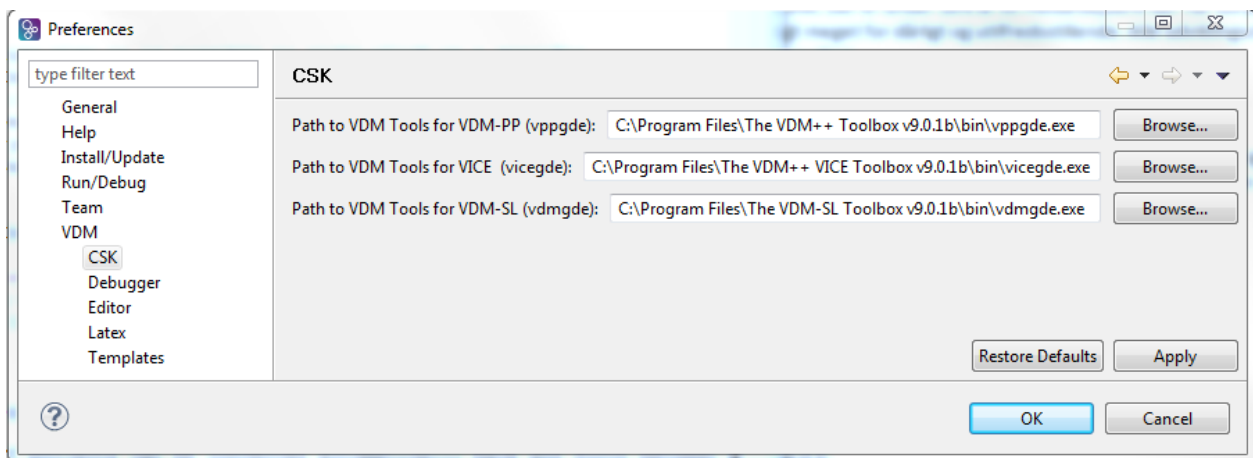 Preferences
type filter text
CSK
General
Help
Install/Update
Run/Debug
Team
VDM
CSK
Debugger
Editor
Latex
Templates
Path to VDM Tools for VDM-PP (vppgde): C:\Program Files\The VDM++ Toolbox v9.0.1b\bin\vppgde.exe Browse...
Path to VDM Tools for VICE (vicegde): C:\Program Files\The VDM++ VICE Toolbox v9.0.1b\bin\vicegde.exe Browse...
Path to VDM Tools for VDM-SL (vdmgde): C:\Program Files\The VDM-SL Toolbox v9.0.1b\bin\vdmgde.exe Browse...
Restore Defaults Apply
OK Cancel